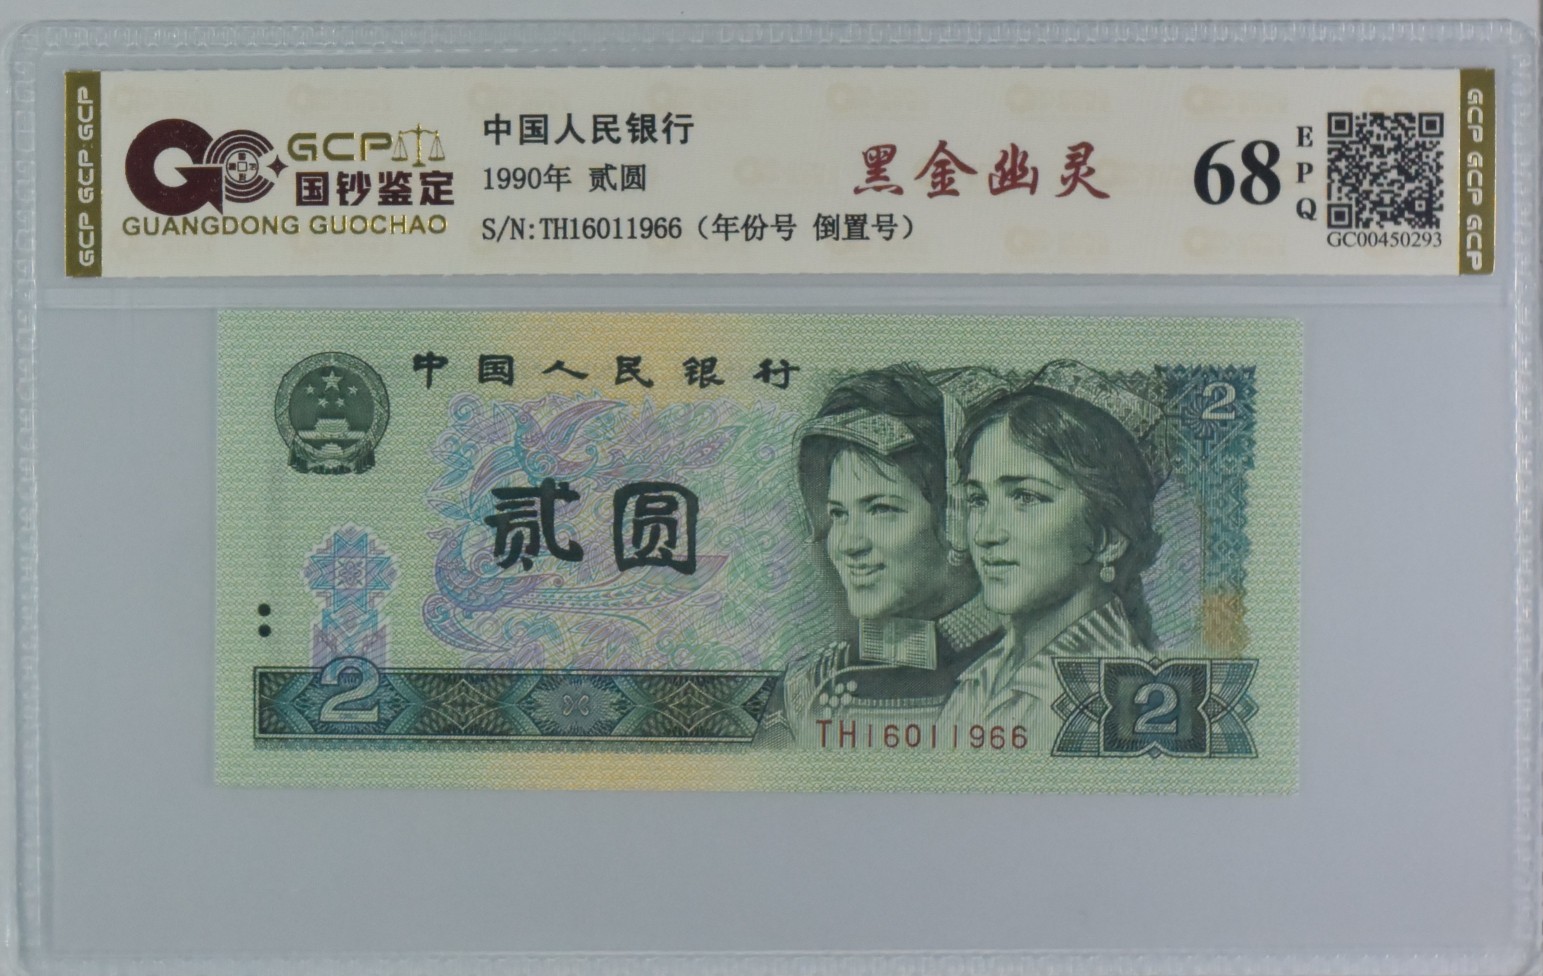 GCP GCP GCP
GCP
国钞鉴定
GUANGDONG GUOCHAO
中国人民银行
1990年 贰圆
S/N:TH16011966（年份号 倒置号）
黑金幽灵
68
EPQ
GC00450293
GCP GCP GCP
中国人民银行
2
贰圆
2
TH16011966
2